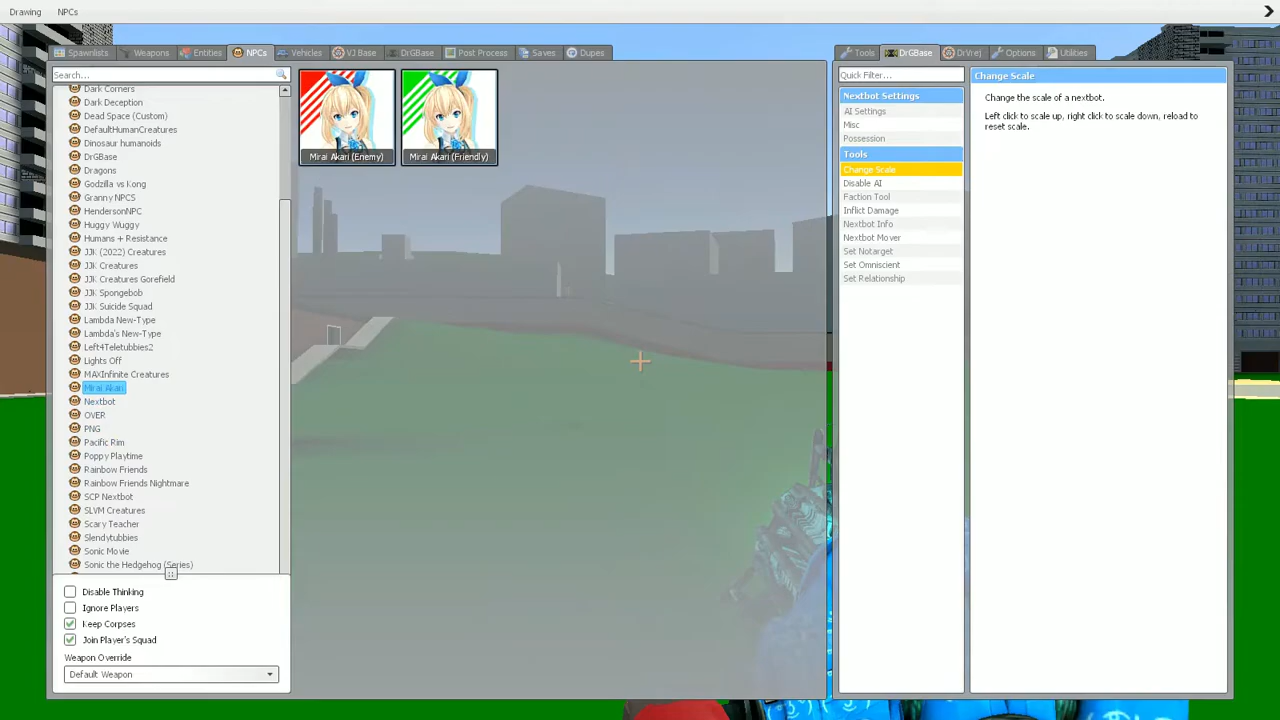 Drawing NPCs
Spawnlists Weapons Entities NPCs Vehicles VJ Base DrGBase Post Process Saves Dupes
Search...
Dark Corners
Dark Deception
Dead Space (Custom)
DefaultHumanCreatures
Dinosaur humanoids
DrGBase
Dragons
Godzilla vs Kong
Granny NPCS
HendersonNPC
Huggy Wuggy
Humans + Resistance
JJK (2022) Creatures
JJK Creatures
JJK Creatures Gorefield
JJK Spongebob
JJK Suicide Squad
Lambda New-Type
Lambda's New-Type
Left4Teletubbies2
Lights Off
MAXInfinite Creatures
Mirai Akari
Nextbot
OVER
PNG
Pacific Rim
Poppy Playtime
Rainbow Friends
Rainbow Friends Nightmare
SCP Nextbot
SLVM Creatures
Scary Teacher
Slendytubbies
Sonic Movie
Sonic the Hedgehog (Series)
Disable Thinking
Ignore Players
Keep Corpses
Join Player's Squad
Weapon Override
Default Weapon
Mirai Akari (Enemy) Mirai Akari (Friendly)
Tools DrGBase DrVrej Options Utilities
Quick Filter...
Nextbot Settings
AI Settings
Misc
Possession
Tools
Change Scale
Disable AI
Faction Tool
Inflict Damage
Nextbot Info
Nextbot Mover
Set Notarget
Set Omniscient
Set Relationship
Change Scale
Change the scale of a nextbot.
Left click to scale up, right click to scale down, reload to
reset scale.